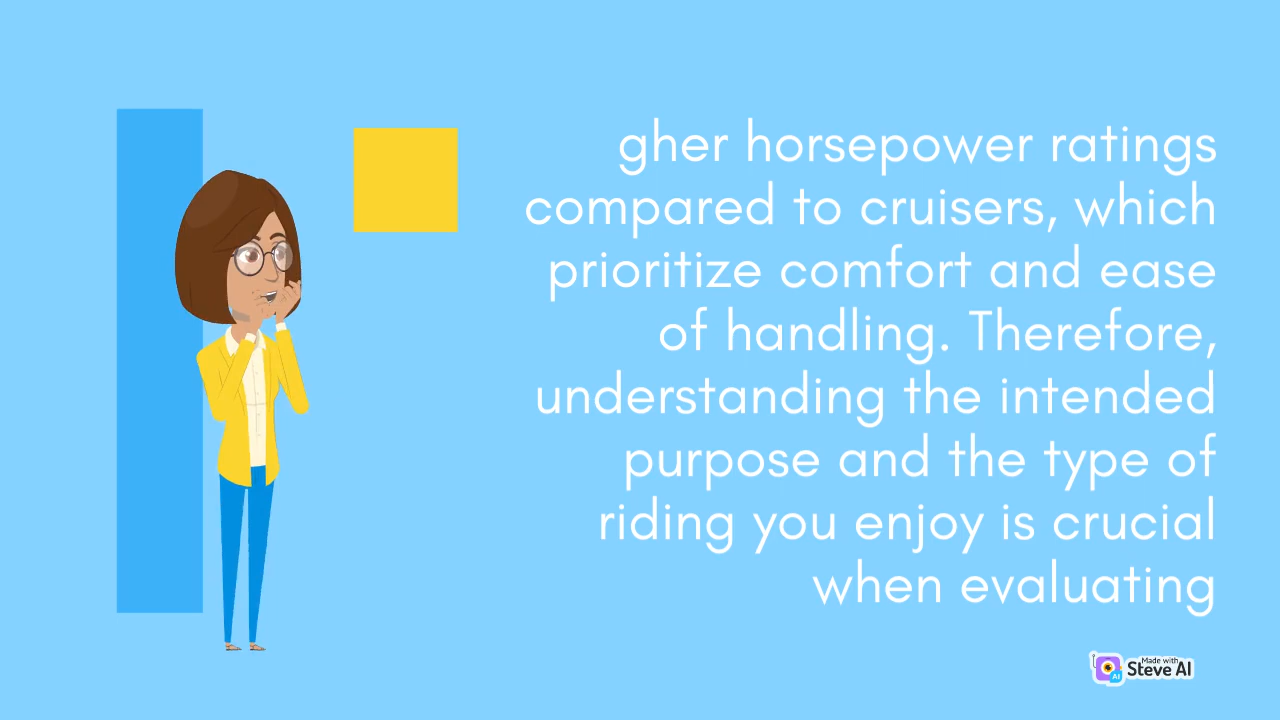 gher horsepower ratings
compared to cruisers, which
prioritize comfort and ease
of handling. Therefore,
understanding the intended
purpose and the type of
riding you enjoy is crucial
when evaluating
Made with
Steve AI
AI